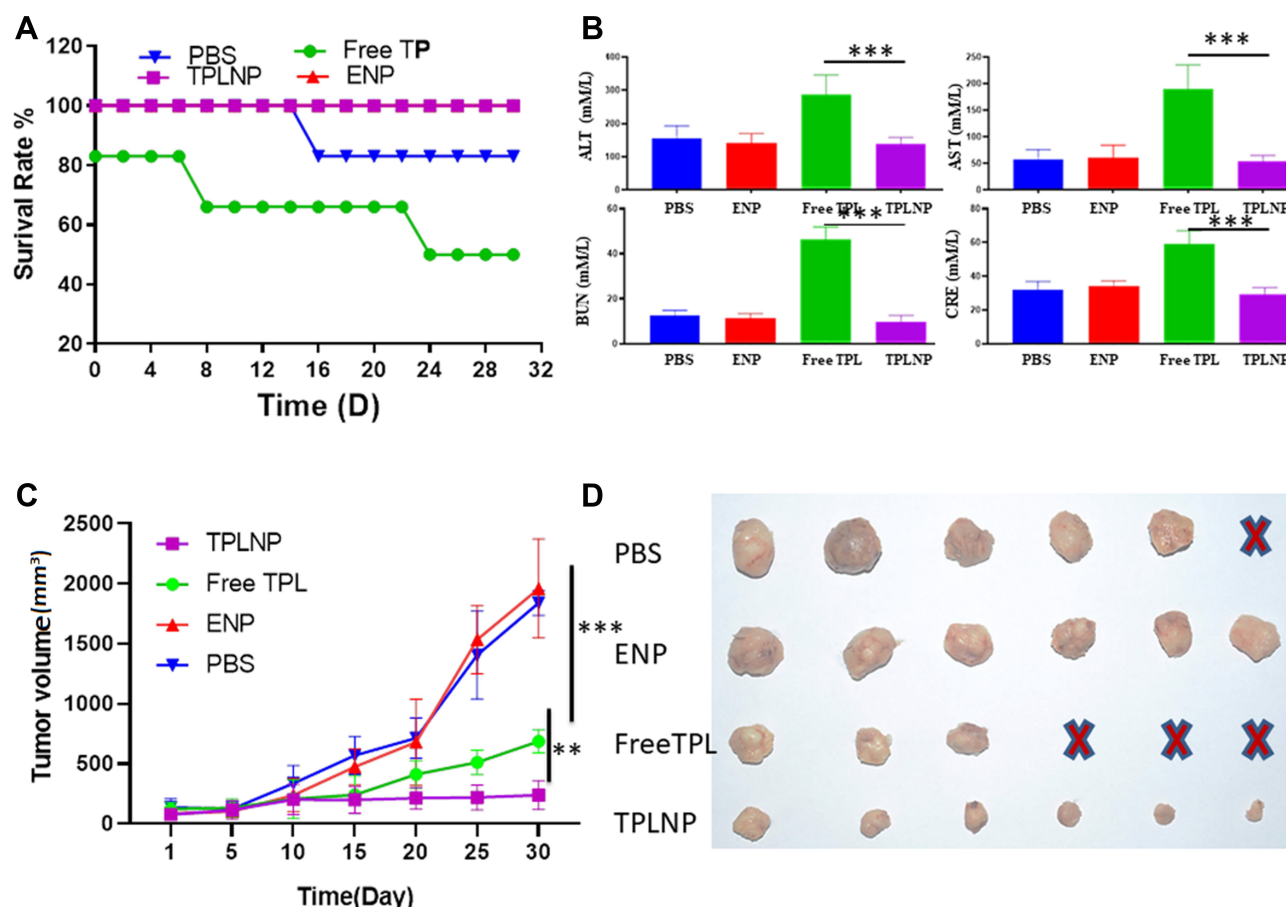 A
120
100
80
60
40
20
Surival Rate %
PBS
TPLNP
Free TP
ENP
0 4 8 12 16 20 24 28 32
Time (D)
B
400
300
200
100
0
ALT (mM/L)
***
PBS ENP Free TPL TPLNP
250
200
150
100
50
0
AST (mM/L)
***
PBS ENP Free TPL TPLNP
60
40
20
0
BUN (mM/L)
***
PBS ENP Free TPL TPLNP
80
60
40
20
0
CRE (mM/L)
***
PBS ENP Free TPL TPLNP
C
2500
2000
1500
1000
500
0
Tumor volume(mm³)
TPLNP
Free TPL
ENP
PBS
***
**
1 5 10 15 20 25 30
Time(Day)
D
PBS
ENP
FreeTPL
TPLNP